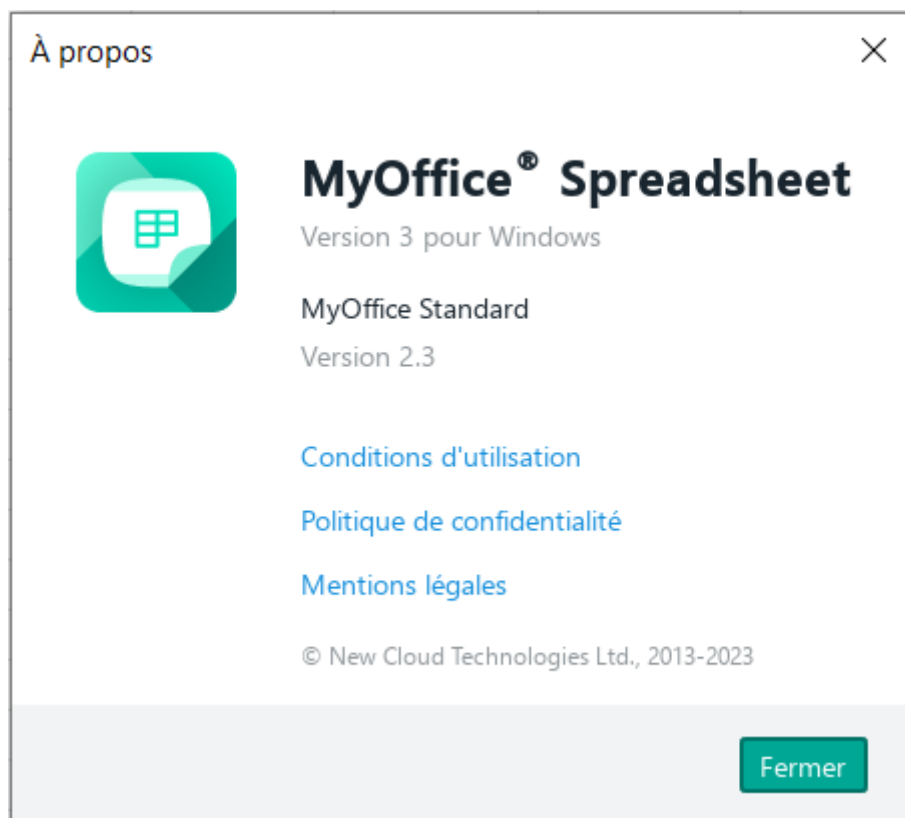 À propos
MyOffice® Spreadsheet
Version 3 pour Windows
MyOffice Standard
Version 2.3
Conditions d'utilisation
Politique de confidentialité
Mentions légales
© New Cloud Technologies Ltd., 2013-2023
Fermer